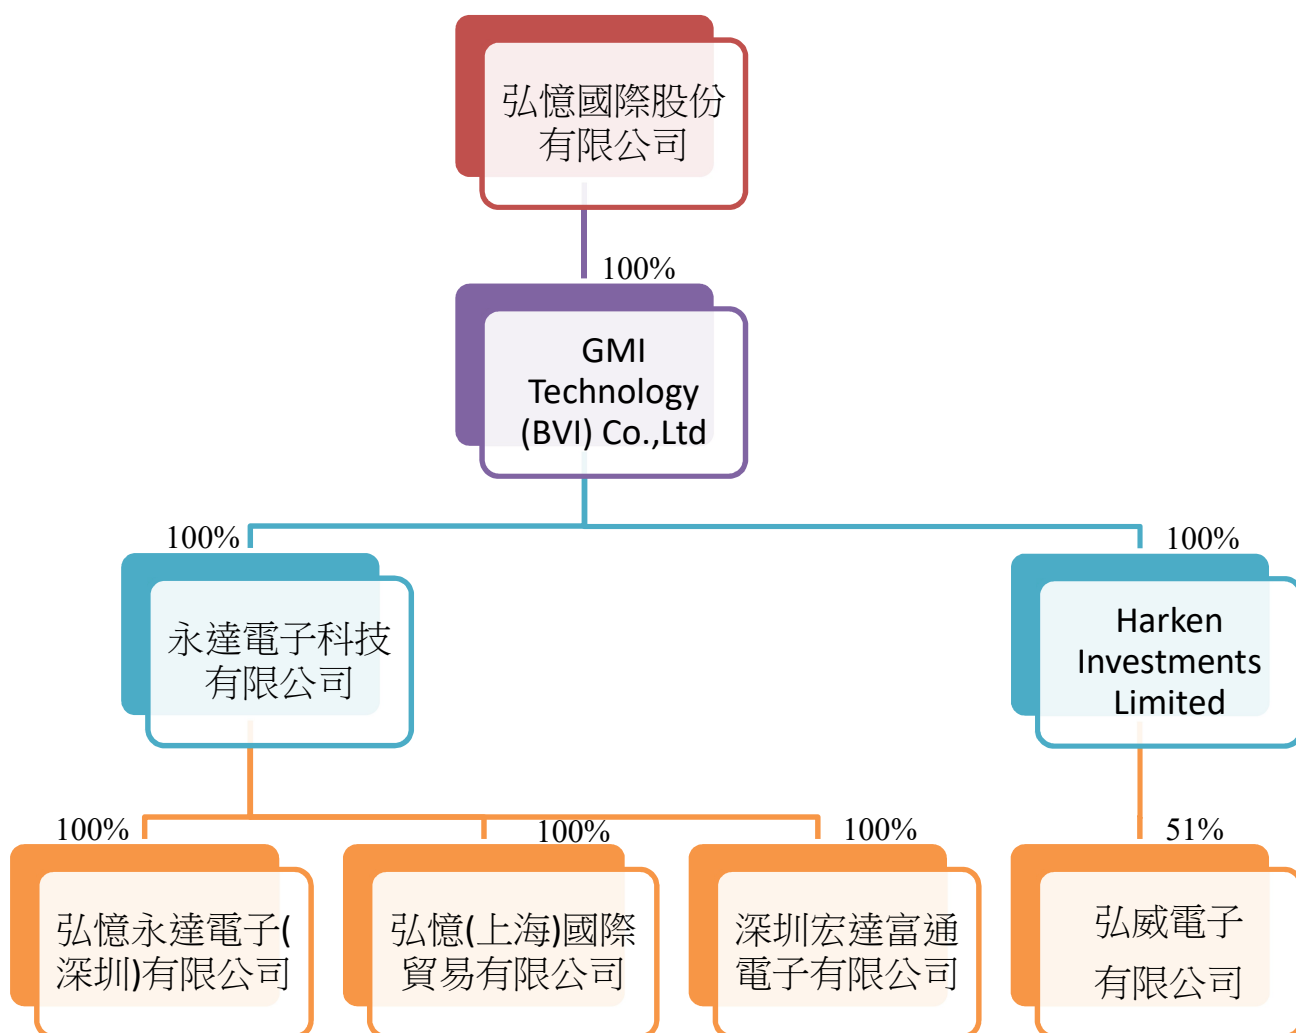 弘憶國際股份
有限公司
100%
GMI
Technology
(BVI) Co.,Ltd
100%
100%
永達電子科技
有限公司
Harken
Investments
Limited
100%
100%
100%
51%
弘憶永達電子(
深圳)有限公司
弘憶(上海)國際
貿易有限公司
深圳宏達富通
電子有限公司
弘威電子
有限公司